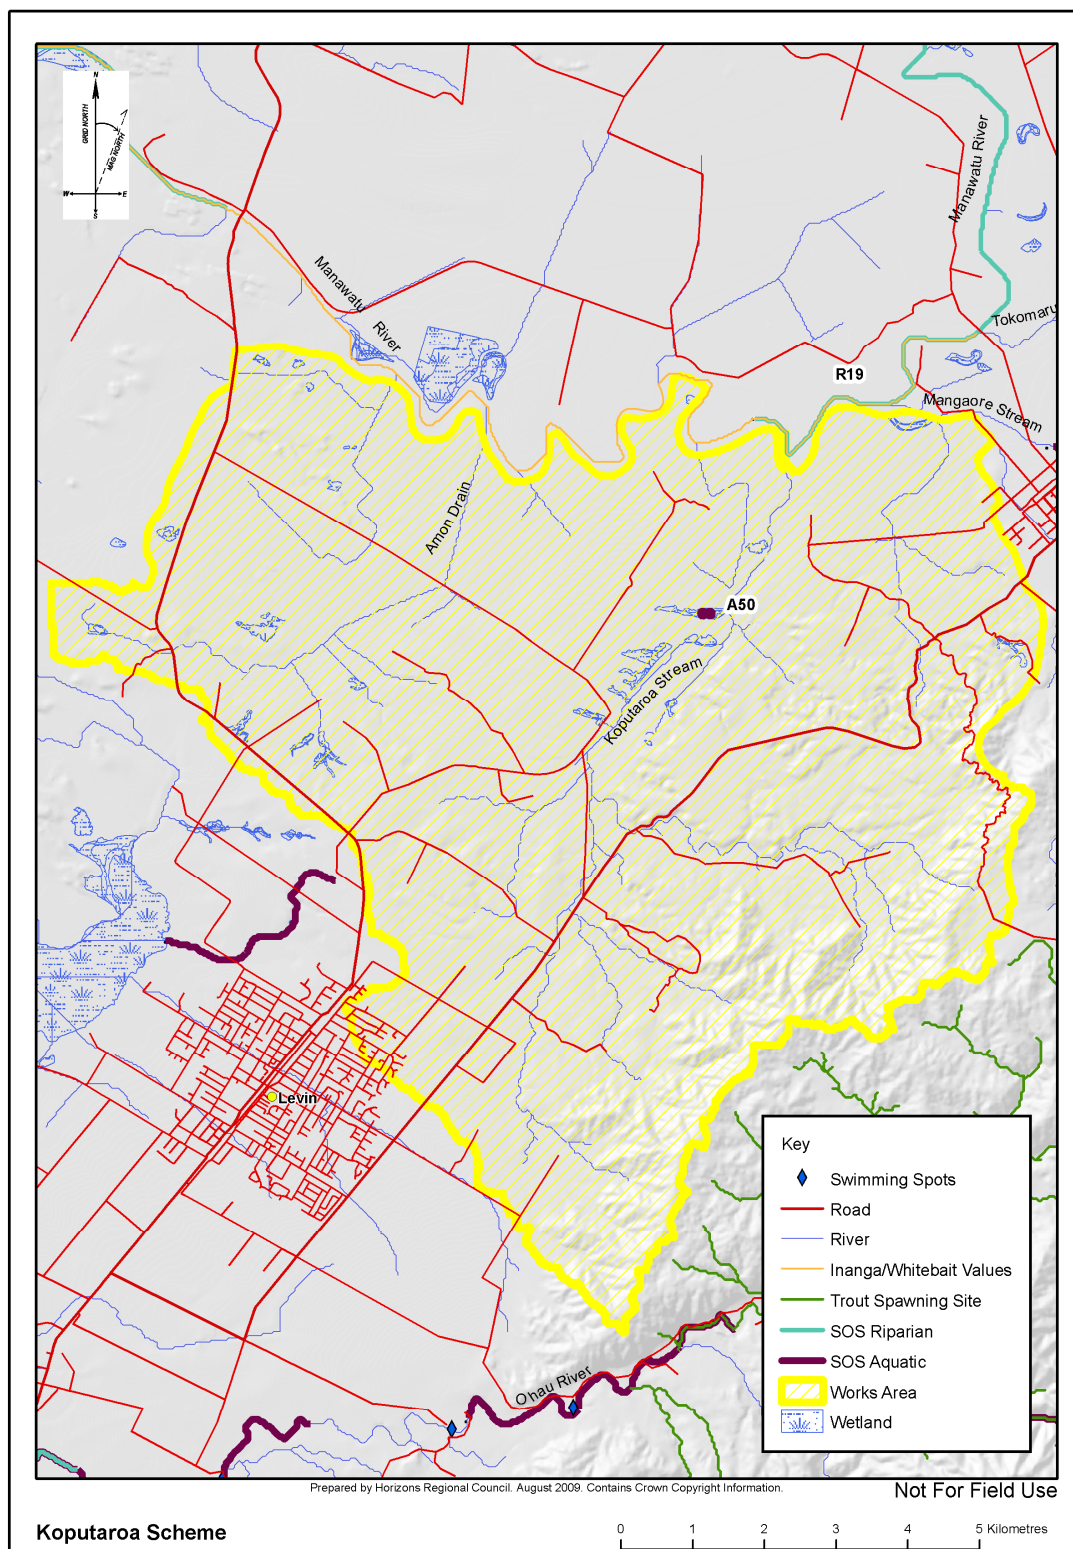 N
GRID NORTH
MAG NORTH
W
E
S
Manawatu River
Manawatu
River
Tokomaru
R19
Mangaore Stream
Amon Drain
A50
Koputaroa Stream
Levin
Ohau River
Key
Swimming Spots
Road
River
Inanga/Whitebait Values
Trout Spawning Site
SOS Riparian
SOS Aquatic
Works Area
Wetland
Prepared by Horizons Regional Council. August 2009. Contains Crown Copyright Information.
Not For Field Use
Koputaroa Scheme
0 1 2 3 4 5 Kilometres